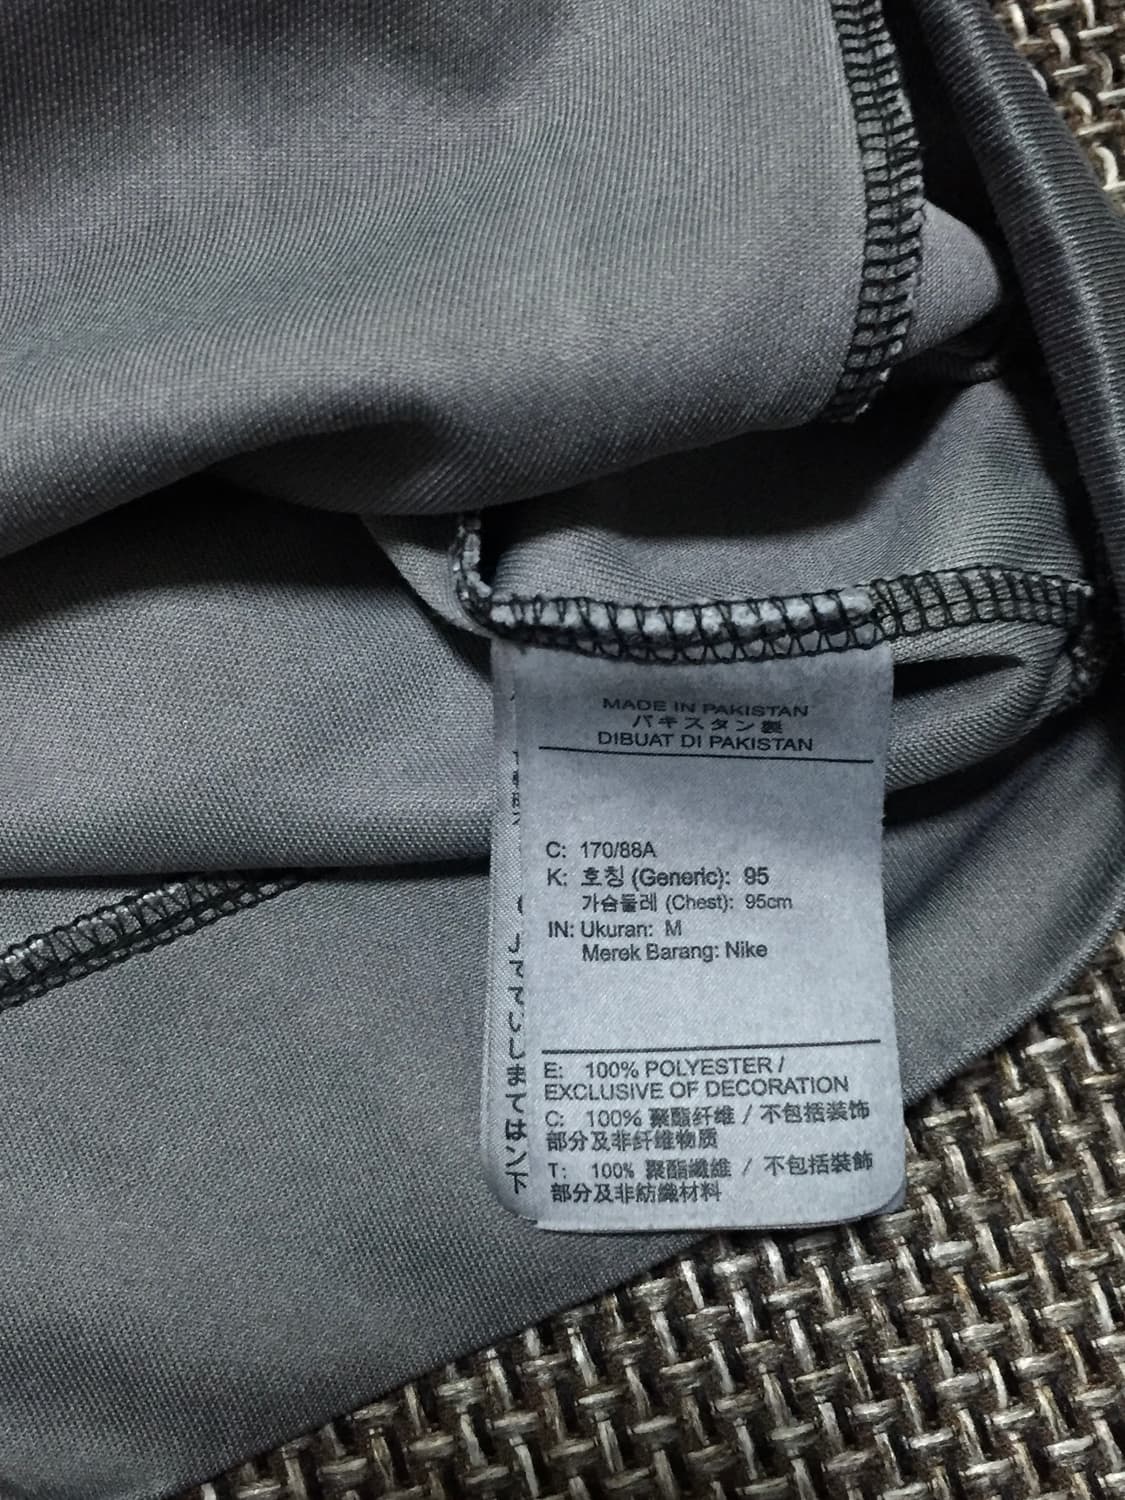 MADE IN PAKISTAN
パキスタン製
DIBUAT DI PAKISTAN
C: 170/88A
K: 호칭 (Generic): 95
가슴둘레 (Chest): 95cm
IN: Ukuran: M
Merek Barang: Nike
E: 100% POLYESTER /
EXCLUSIVE OF DECORATION
C: 100% 聚酯纤维 / 不包括装饰
部分及非纤维物质
T: 100% 聚酯纖維 / 不包括裝飾
部分及非紡織材料